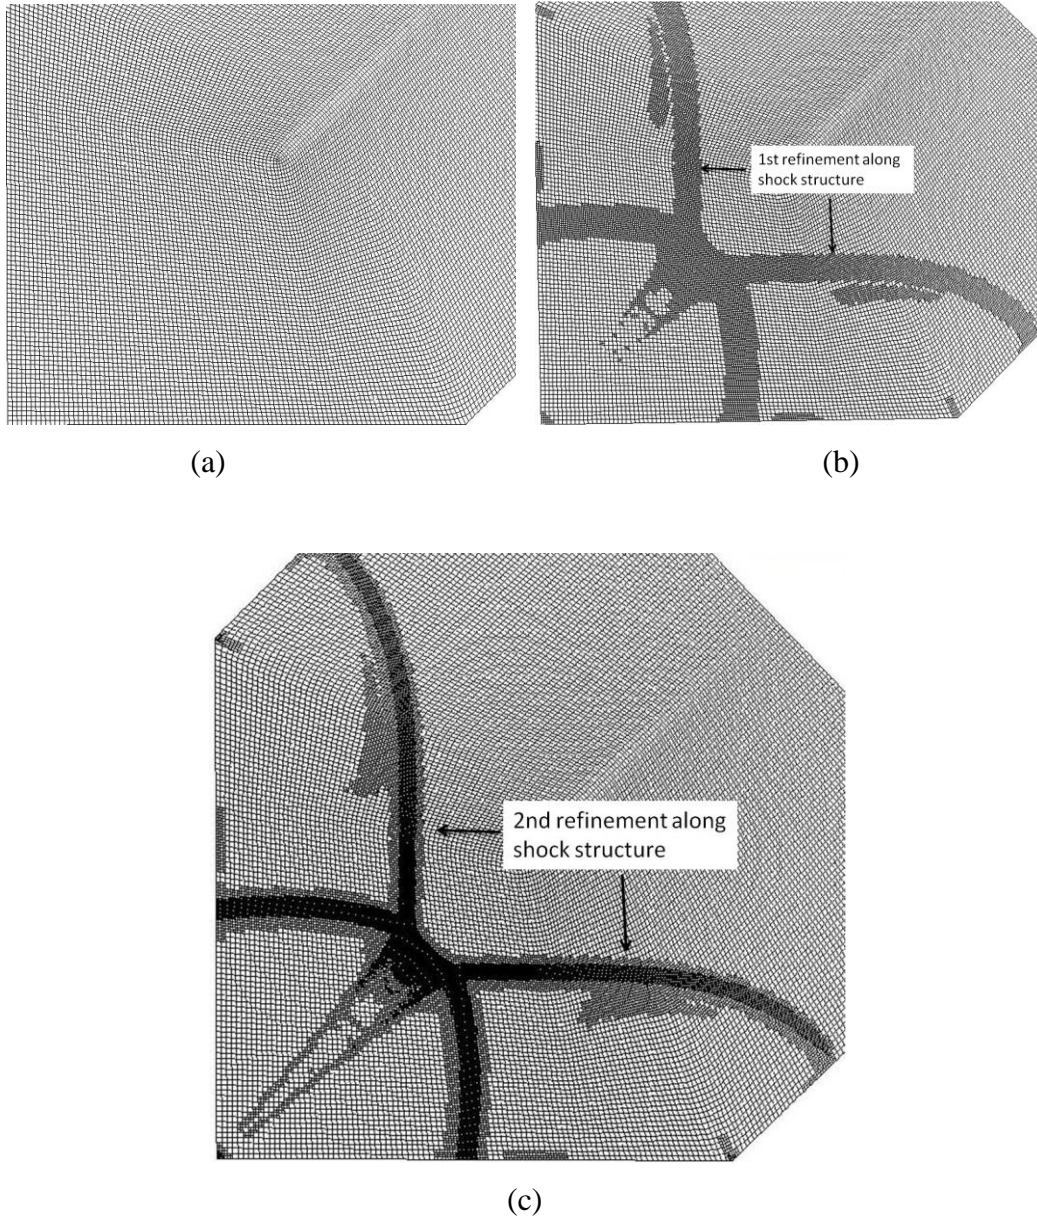 1st refinement along
shock structure
(a)
(b)
2nd refinement along
shock structure
(c)